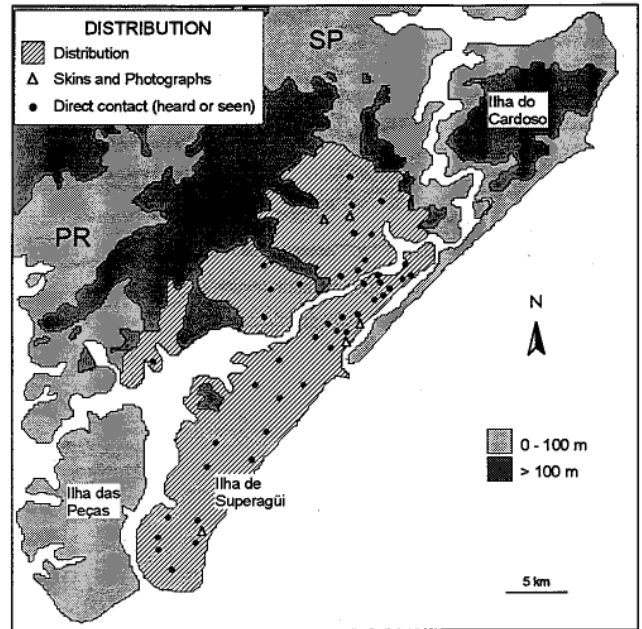 DISTRIBUTION
Distribution
Skins and Photographs
Direct contact (heard or seen)
SP
Ilha do
Cardoso
PR
N
0 - 100 m
> 100 m
Ilha das
Peças
Ilha de
Superagüi
5 km